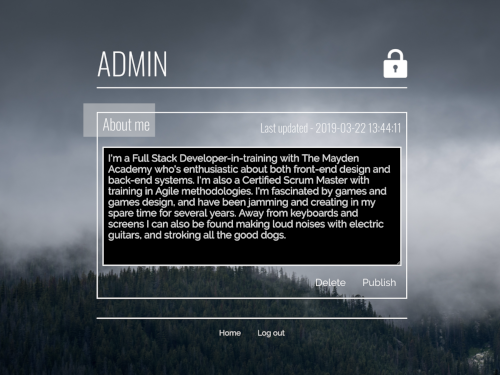 ADMIN
About me
Last updated - 2019-03-22 13:44:11
I'm a Full Stack Developer-in-training with The Mayden
Academy who's enthusiastic about both front-end design and
back-end systems. I'm also a Certified Scrum Master with
training in Agile methodologies. I'm fascinated by games and
games design, and have been jamming and creating in my
spare time for several years. Away from keyboards and
screens I can also be found making loud noises with electric
guitars, and stroking all the good dogs.
Delete Publish
Home Log out